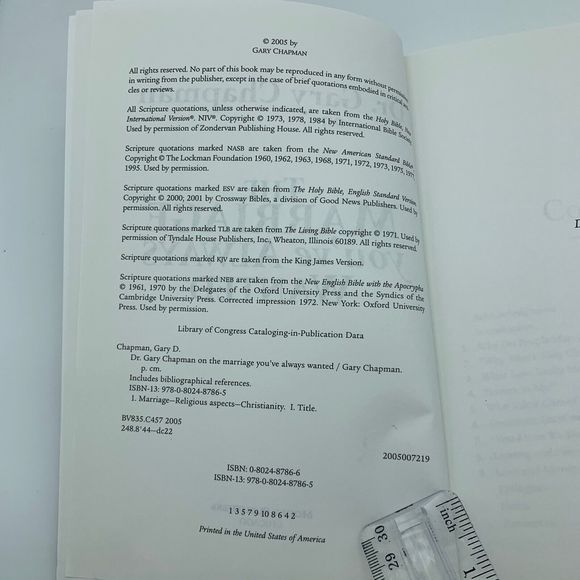 © 2005 by
GARY CHAPMAN
All rights reserved. No part of this book may be reproduced in any form without permission
in writing from the publisher, except in the case of brief quotations embodied in critical
cles or reviews.
All Scripture quotations, unless otherwise indicated, are taken from the Holy Bible, New
International Version®. NIV®. Copyright © 1973, 1978, 1984 by International Bible Society.
Used by permission of Zondervan Publishing House. All rights reserved.
Scripture quotations marked NASB are taken from the New American Standard Bible
Copyright © The Lockman Foundation 1960, 1962, 1963, 1968, 1971, 1972, 1973, 1975, 1977
1995. Used by permission.
Scripture quotations marked ESV are taken from The Holy Bible, English Standard Version.
Copyright © 2000; 2001 by Crossway Bibles, a division of Good News Publishers. Used by
permission. All rights reserved.
Scripture quotations marked TLB are taken from The Living Bible copyright © 1971. Used by
permission of Tyndale House Publishers, Inc., Wheaton, Illinois 60189. All rights reserved.
Scripture quotations marked KJV are taken from the King James Version.
Scripture quotations marked NEB are taken from the New English Bible with the Apocrypha
© 1961, 1970 by the Delegates of the Oxford University Press and the Syndics of the
Cambridge University Press. Corrected impression 1972. New York: Oxford University
Press. Used by permission.
Library of Congress Cataloging-in-Publication Data
Chapman, Gary D.
Dr. Gary Chapman on the marriage you've always wanted / Gary Chapman.
p. cm.
Includes bibliographical references.
ISBN-13: 978-0-8024-8786-5
1. Marriage—Religious aspects—Christianity. I. Title.
BV835.C457 2005
248.8'44—dc22
2005007219
ISBN: 0-8024-8786-6
ISBN-13: 978-0-8024-8786-5
1 3 5 7 9 10 8 6 4 2
Printed in the United States of America
inch
1
29 30